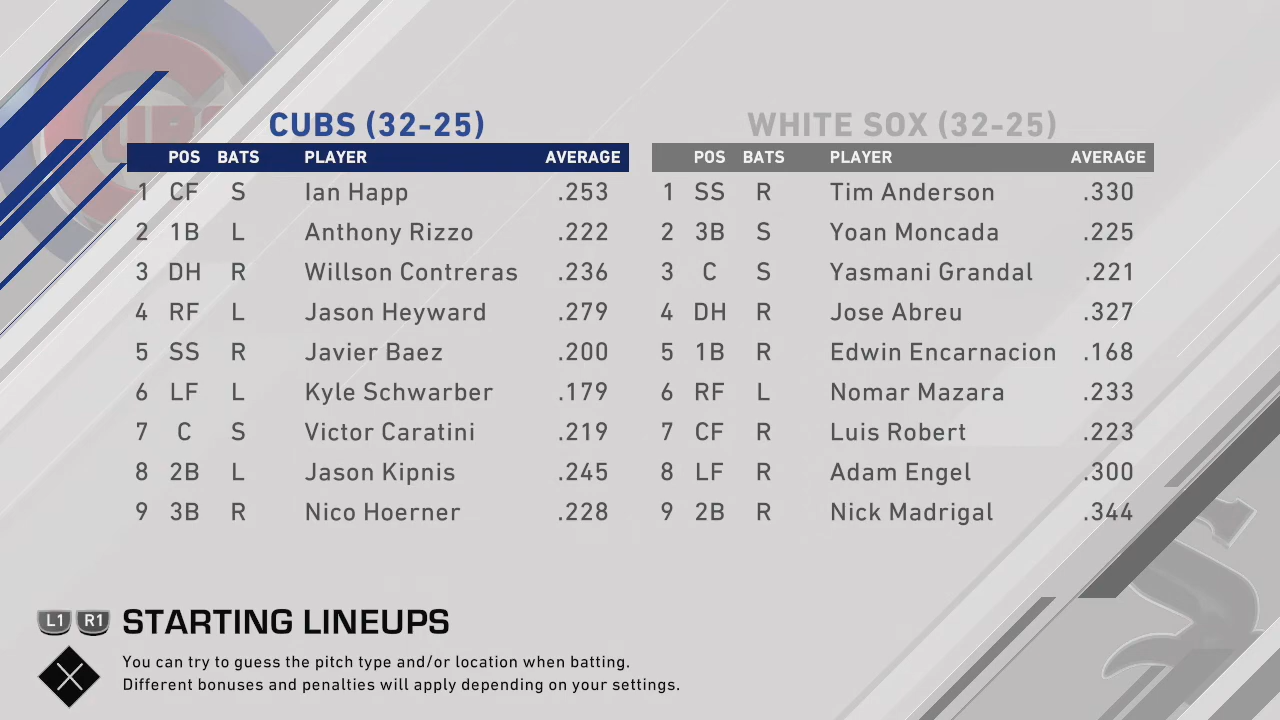 CUBS
CUBS (32-25)
POS BATS PLAYER AVERAGE
1 CF S Ian Happ .253
2 1B L Anthony Rizzo .222
3 DH R Willson Contreras .236
4 RF L Jason Heyward .279
5 SS R Javier Baez .200
6 LF L Kyle Schwarber .179
7 C S Victor Caratini .219
8 2B L Jason Kipnis .245
9 3B R Nico Hoerner .228
WHITE SOX (32-25)
POS BATS PLAYER AVERAGE
1 SS R Tim Anderson .330
2 3B S Yoan Moncada .225
3 C S Yasmani Grandal .221
4 DH R Jose Abreu .327
5 1B R Edwin Encarnacion .168
6 RF L Nomar Mazara .233
7 CF R Luis Robert .223
8 LF R Adam Engel .300
9 2B R Nick Madrigal .344
L1 R1 STARTING LINEUPS
You can try to guess the pitch type and/or location when batting.
Different bonuses and penalties will apply depending on your settings.